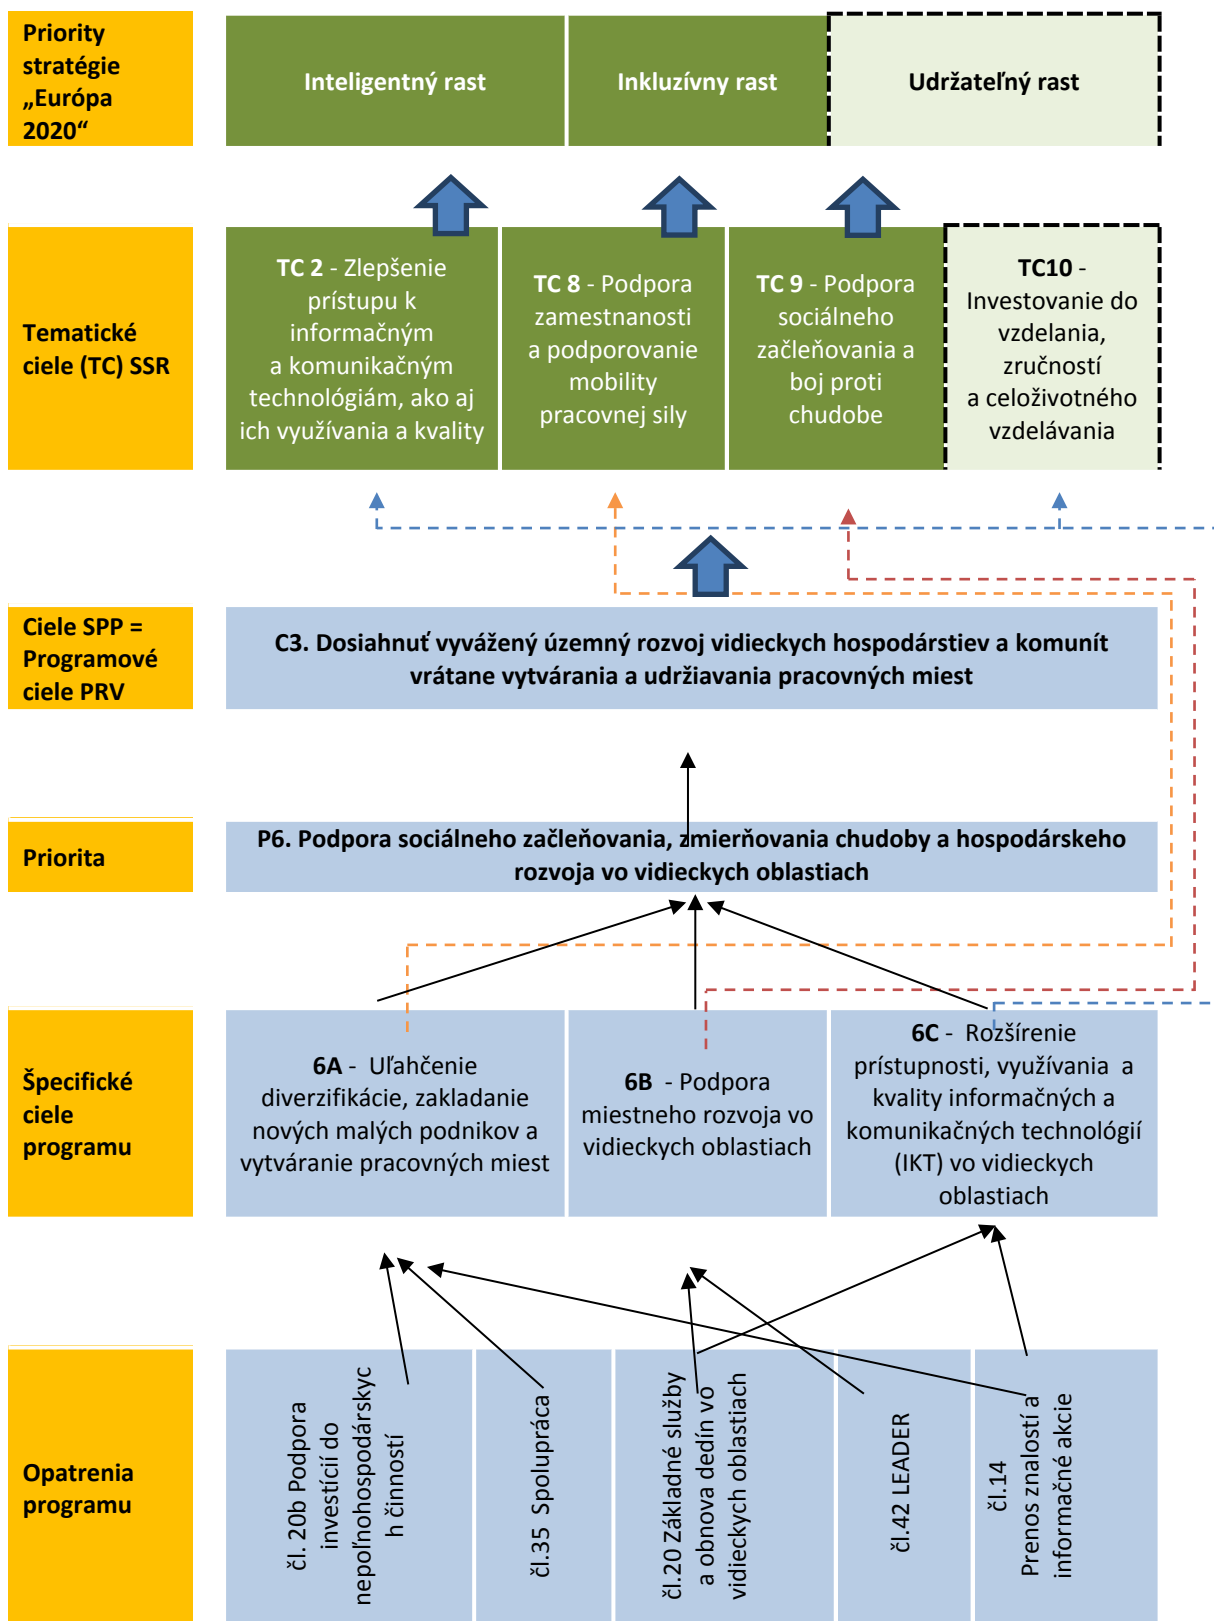 Priority
stratégie
„Európa
2020“
Inteligentný rast
Inkluzívny rast
Udržateľný rast
Tematické
ciele (TC) SSR
TC 2 - Zlepšenie
prístupu k
informačným
a komunikačným
technológiám, ako aj
ich využívania a kvality
TC 8 - Podpora
zamestnanosti
a podporovanie
mobility
pracovnej sily
TC 9 - Podpora
sociálneho
začleňovania a
boj proti
chudobe
TC10 -
Investovanie do
vzdelania,
zručností
a celoživotného
vzdelávania
Ciele SPP =
Programové
ciele PRV
C3. Dosiahnuť vyvážený územný rozvoj vidieckych hospodárstiev a komunít
vrátane vytvárania a udržiavania pracovných miest
Priorita
P6. Podpora sociálneho začleňovania, zmierňovania chudoby a hospodárskeho
rozvoja vo vidieckych oblastiach
Špecifické
ciele
programu
6A - Uľahčenie
diverzifikácie, zakladanie
nových malých podnikov a
vytváranie pracovných miest
6B - Podpora
miestneho rozvoja vo
vidieckych oblastiach
6C - Rozšírenie
prístupnosti, využívania a
kvality informačných a
komunikačných technológií
(IKT) vo vidieckych
oblastiach
Opatrenia
programu
čl. 20b Podpora
investícií do
nepoľnohospodárskyc
h činností
čl.35 Spolupráca
čl.20 Základné služby
a obnova dedín vo
vidieckych oblastiach
čl.42 LEADER
čl.14
Prenos znalostí a
informačné akcie